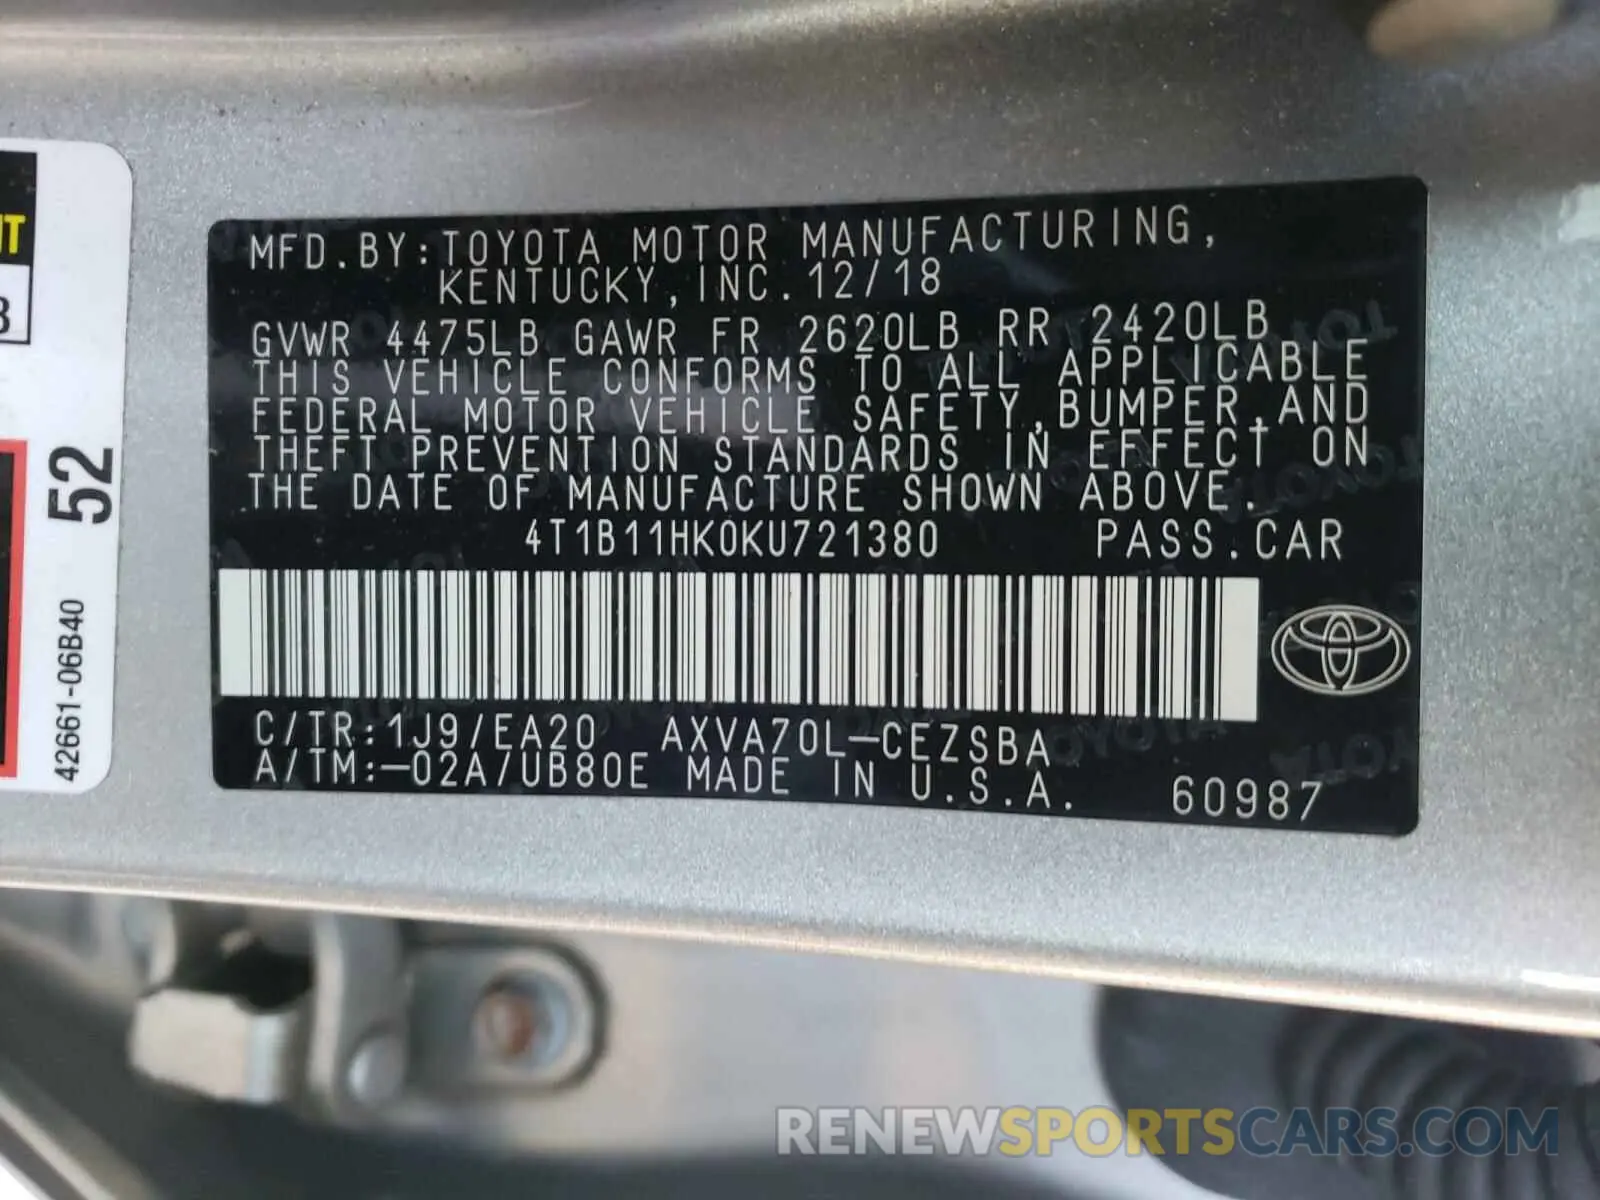 MFD.BY:TOYOTA MOTOR MANUFACTURING,
KENTUCKY,INC.12/18
GVWR 4475LB GAWR FR 2620LB RR 2420LB
THIS VEHICLE CONFORMS TO ALL APPLICABLE
FEDERAL MOTOR VEHICLE SAFETY,BUMPER,AND
THEFT PREVENTION STANDARDS IN EFFECT ON
THE DATE OF MANUFACTURE SHOWN ABOVE.
4T1B11HK0KU721380 PASS.CAR
C/TR:1J9/EA20 AXVA70L-CEZSBA
A/TM:-02A/UB80E MADE IN U.S.A. 60987
52
42661-06B40
RENEWSPORTSCARS.COM